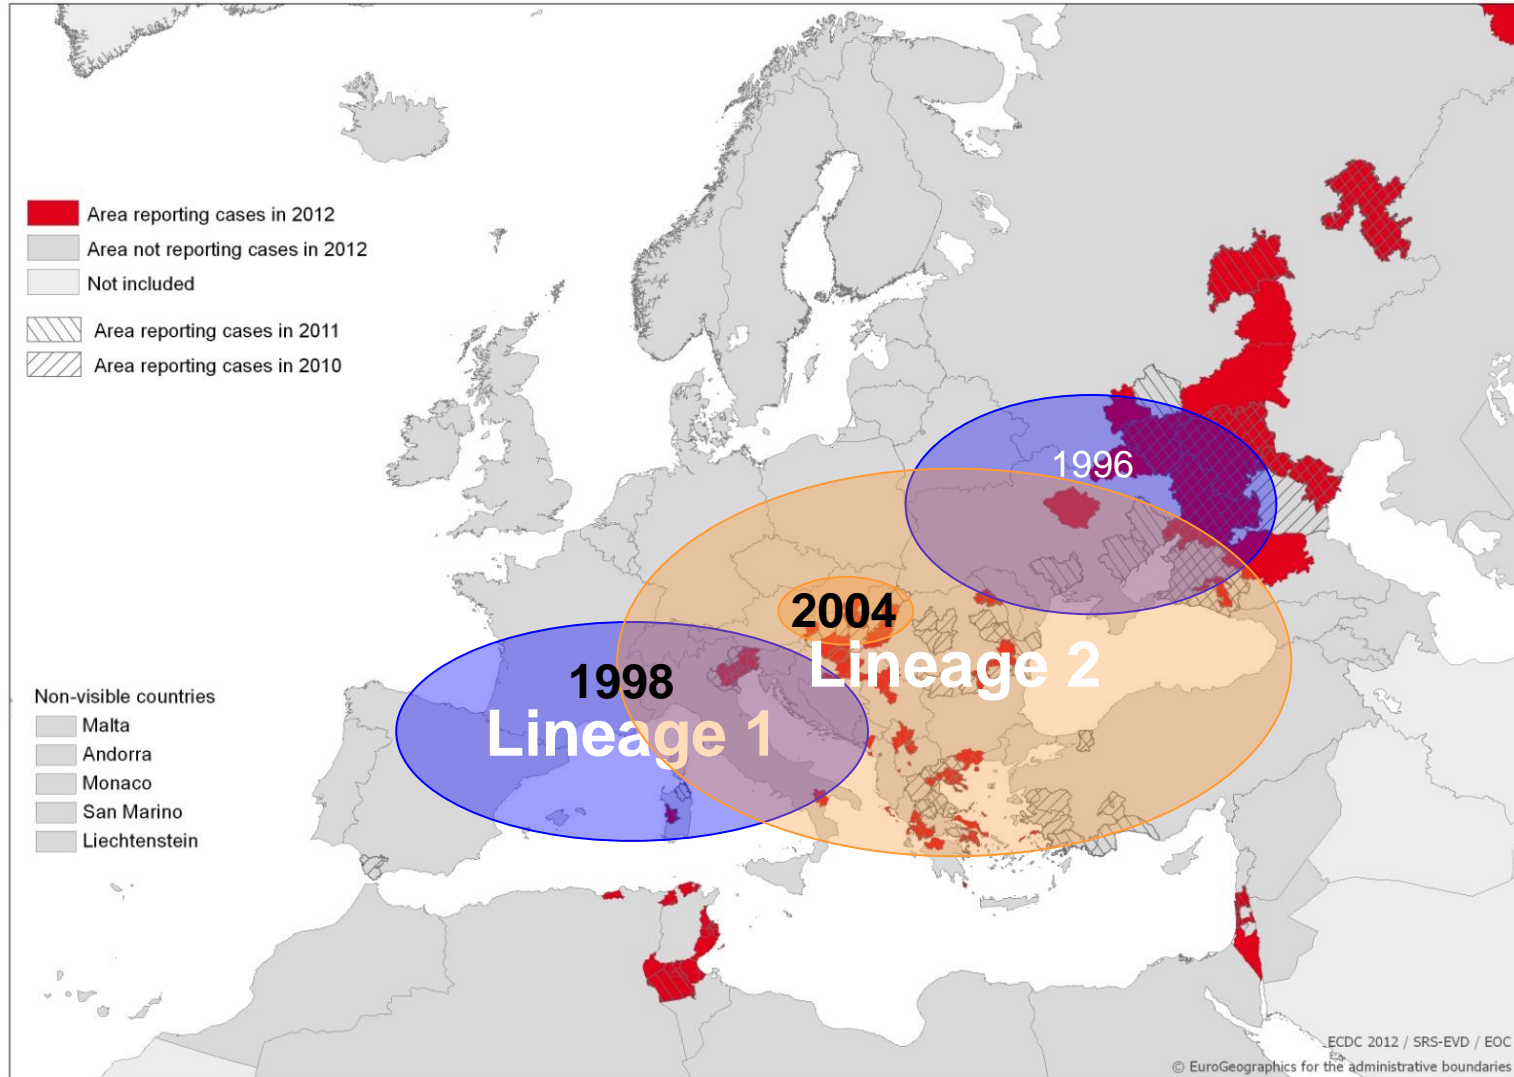 Area reporting cases in 2012
Area not reporting cases in 2012
Not included
Area reporting cases in 2011
Area reporting cases in 2010
1996
2004
Lineage 2
1998
Lineage 1
Non-visible countries
Malta
Andorra
Monaco
San Marino
Liechtenstein
ECDC 2012 / SRS-EVD / EOC
© EuroGeographics for the administrative boundaries